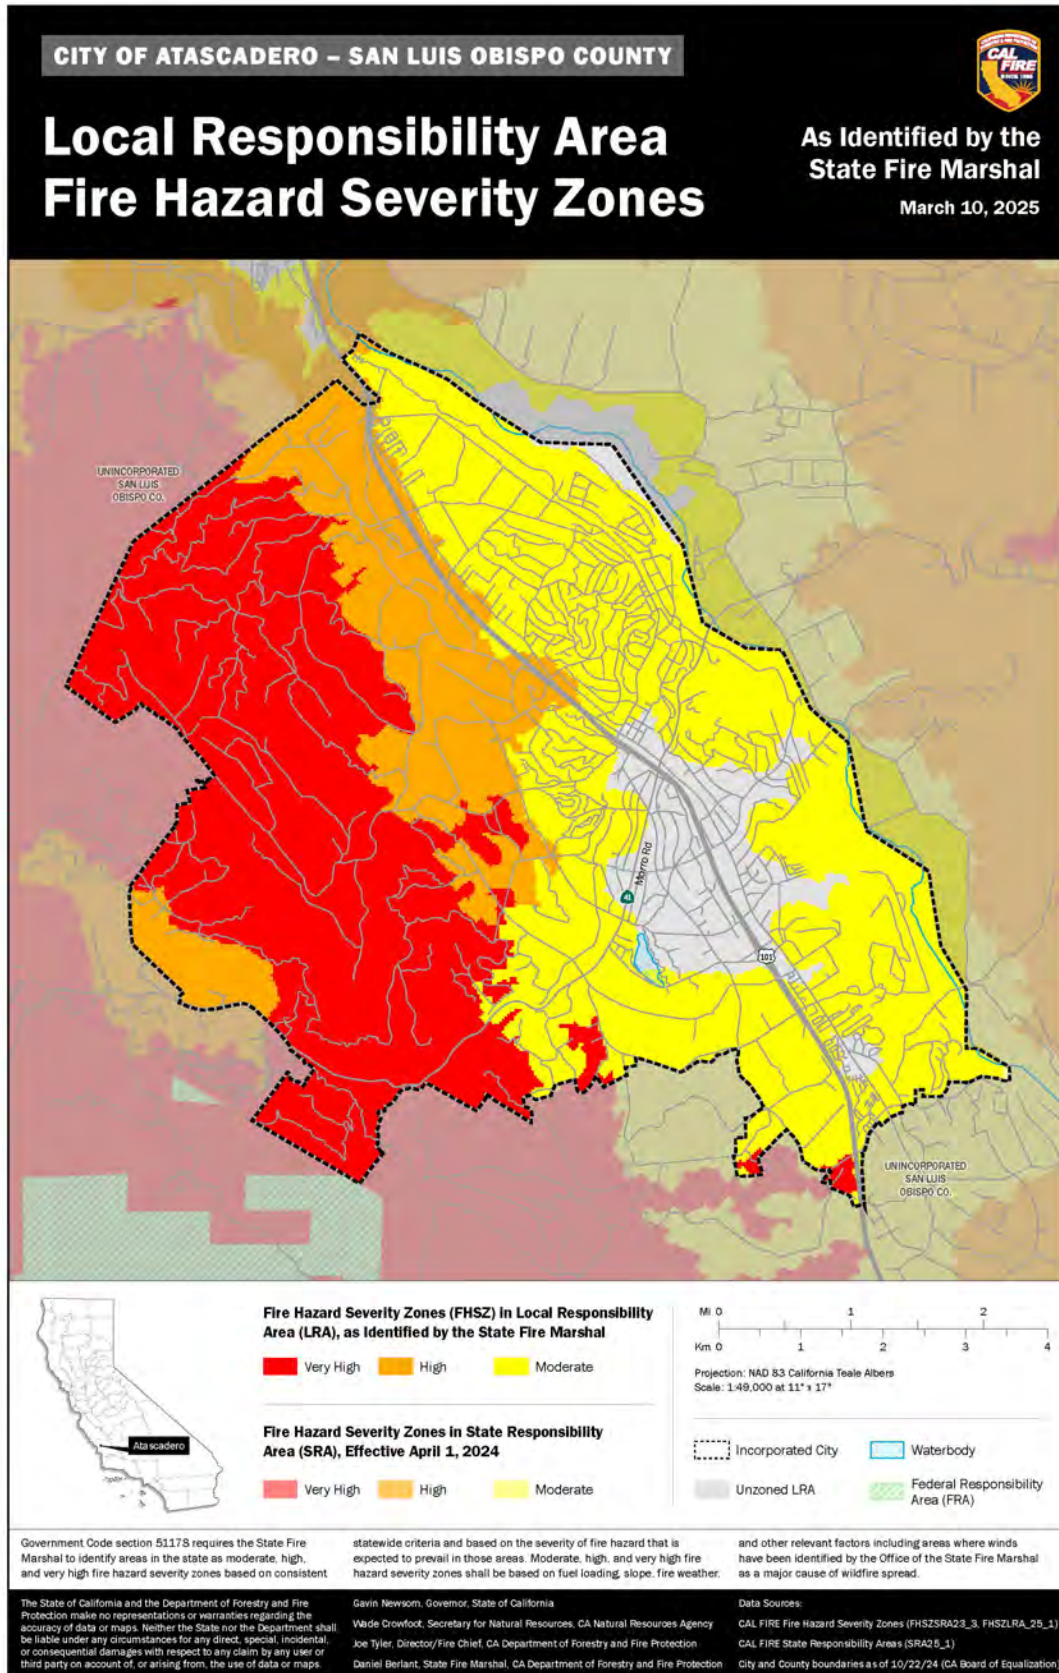 CITY OF ATASCADERO – SAN LUIS OBISPO COUNTY
CAL
FIRE
SINCE 1885
Local Responsibility Area
Fire Hazard Severity Zones
As Identified by the
State Fire Marshal
March 10, 2025
UNINCORPORATED
SAN LUIS
OBISPO CO.
Morro Rd
41
101
UNINCORPORATED
SAN LUIS
OBISPO CO.
Atascadero
Fire Hazard Severity Zones (FHSZ) in Local Responsibility
Area (LRA), as Identified by the State Fire Marshal
Very High High Moderate
Fire Hazard Severity Zones in State Responsibility
Area (SRA), Effective April 1, 2024
Very High High Moderate
Mi 0 1 2
Km 0 1 2 3 4
Projection: NAD 83 California Teale Albers
Scale: 1:49,000 at 11" x 17"
Incorporated City Waterbody
Unzoned LRA Federal Responsibility
Area (FRA)
Government Code section 51178 requires the State Fire
Marshal to identify areas in the state as moderate, high,
and very high fire hazard severity zones based on consistent
statewide criteria and based on the severity of fire hazard that is
expected to prevail in those areas. Moderate, high, and very high fire
hazard severity zones shall be based on fuel loading, slope, fire weather,
and other relevant factors including areas where winds
have been identified by the Office of the State Fire Marshal
as a major cause of wildfire spread.
The State of California and the Department of Forestry and Fire
Protection make no representations or warranties regarding the
accuracy of data or maps. Neither the State nor the Department shall
be liable under any circumstances for any direct, special, incidental,
or consequential damages with respect to any claim by any user or
third party on account of, or arising from, the use of data or maps.
Gavin Newsom, Governor, State of California
Wade Crowfoot, Secretary for Natural Resources, CA Natural Resources Agency
Joe Tyler, Director/Fire Chief, CA Department of Forestry and Fire Protection
Daniel Berlant, State Fire Marshal, CA Department of Forestry and Fire Protection
Data Sources:
CAL FIRE Fire Hazard Severity Zones (FHSZSRA23_3, FHSZLRA_25_1)
CAL FIRE State Responsibility Areas (SRA25_1)
City and County boundaries as of 10/22/24 (CA Board of Equalization)